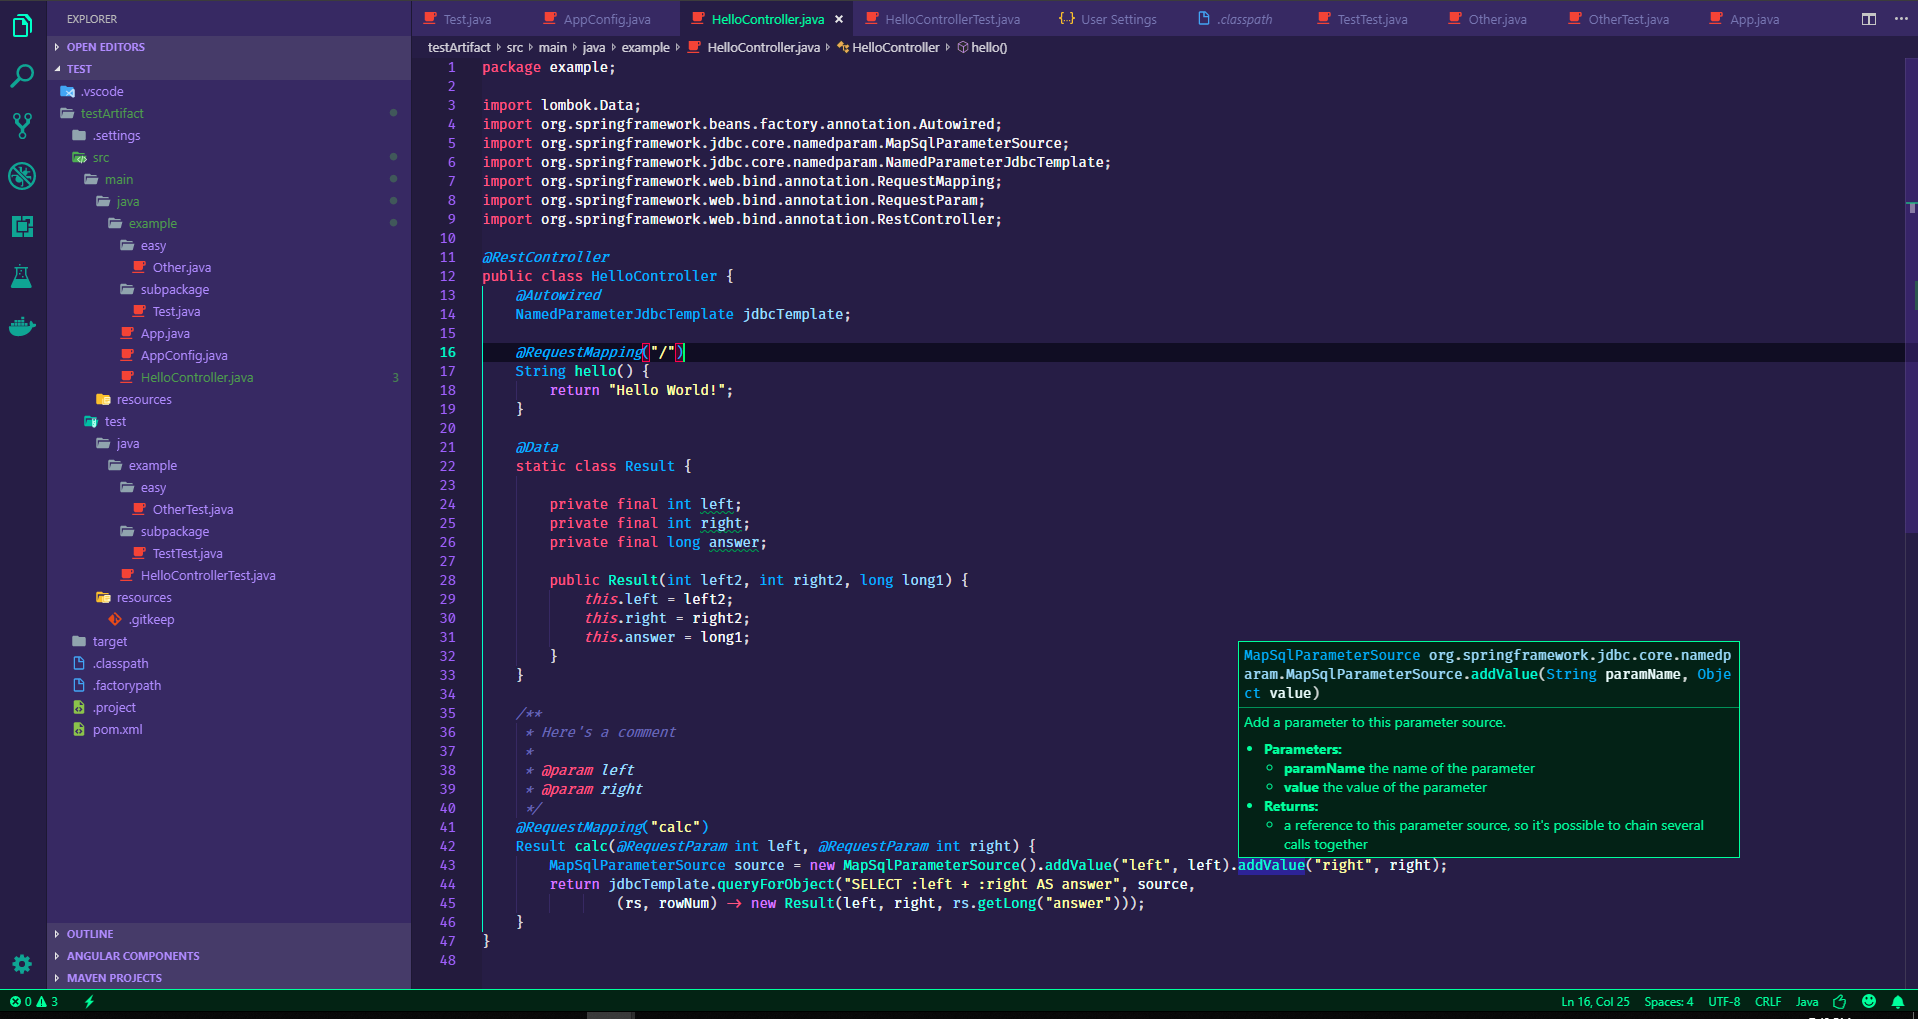 EXPLORER
OPEN EDITORS
TEST
.vscode
testArtifact
.settings
src
main
java
example
easy
Other.java
subpackage
Test.java
App.java
AppConfig.java
HelloController.java 3
resources
test
java
example
easy
OtherTest.java
subpackage
TestTest.java
HelloControllerTest.java
resources
.gitkeep
target
.classpath
.factorypath
.project
pom.xml
OUTLINE
ANGULAR COMPONENTS
MAVEN PROJECTS
Test.java AppConfig.java HelloController.java × HelloControllerTest.java {..} User Settings .classpath TestTest.java Other.java OtherTest.java App.java ...
testArtifact src main java example HelloController.java HelloController hello()
1 package example;
2
3 import lombok.Data;
4 import org.springframework.beans.factory.annotation.Autowired;
5 import org.springframework.jdbc.core.namedparam.MapSqlParameterSource;
6 import org.springframework.jdbc.core.namedparam.NamedParameterJdbcTemplate;
7 import org.springframework.web.bind.annotation.RequestMapping;
8 import org.springframework.web.bind.annotation.RequestParam;
9 import org.springframework.web.bind.annotation.RestController;
10
11 @RestController
12 public class HelloController {
13 @Autowired
14 NamedParameterJdbcTemplate jdbcTemplate;
15
16 @RequestMapping("/")
17 String hello() {
18 return "Hello World!";
19 }
20
21 @Data
22 static class Result {
23
24 private final int left;
25 private final int right;
26 private final long answer;
27
28 public Result(int left2, int right2, long long1) {
29 this.left = left2;
30 this.right = right2;
31 this.answer = long1;
32 }
33 }
34
35 /**
36 * Here's a comment
37 *
38 * @param left
39 * @param right
40 */
41 @RequestMapping("calc")
42 Result calc(@RequestParam int left, @RequestParam int right) {
43 MapSqlParameterSource source = new MapSqlParameterSource().addValue("left", left).addValue("right", right);
44 return jdbcTemplate.queryForObject("SELECT :left + :right AS answer", source,
45 (rs, rowNum) -> new Result(left, right, rs.getLong("answer")));
46 }
47 }
48
MapSqlParameterSource org.springframework.jdbc.core.namedp
aram.MapSqlParameterSource.addValue(String paramName, Obje
ct value)
Add a parameter to this parameter source.
• Parameters:
◦ paramName the name of the parameter
◦ value the value of the parameter
• Returns:
◦ a reference to this parameter source, so it's possible to chain several
calls together
0 3 Ln 16, Col 25 Spaces: 4 UTF-8 CRLF Java